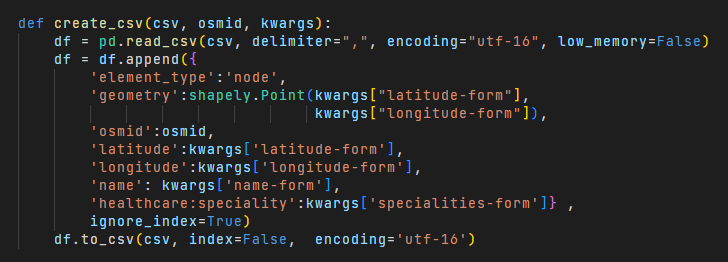 def create_csv(csv, osmid, kwargs):
    df = pd.read_csv(csv, delimiter=",", encoding="utf-16", low_memory=False)
    df = df.append({
        'element_type':'node',
        'geometry':shapely.Point(kwargs["latitude-form"],
                                 kwargs["longitude-form"]),
        'osmid':osmid,
        'latitude':kwargs['latitude-form'],
        'longitude':kwargs['longitude-form'],
        'name': kwargs['name-form'],
        'healthcare:speciality':kwargs['specialities-form']} ,
        ignore_index=True)
    df.to_csv(csv, index=False,  encoding='utf-16')